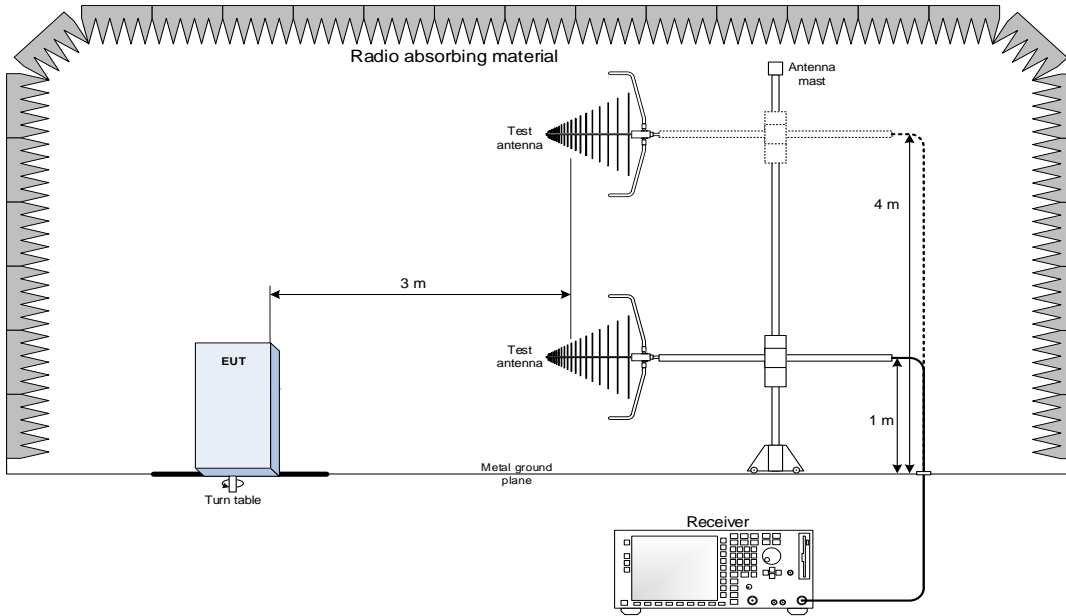 Radio absorbing material
Antenna
mast
Test
antenna
4 m
3 m
EUT
Test
antenna
1 m
Metal ground
plane
Turn table
Receiver